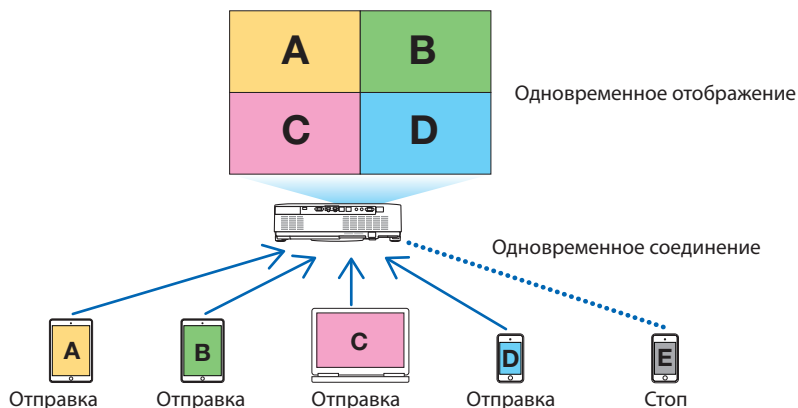 A B
Одновременное отображение
C D
Одновременное соединение
A B C D E
Отправка Отправка Отправка Отправка Стоп